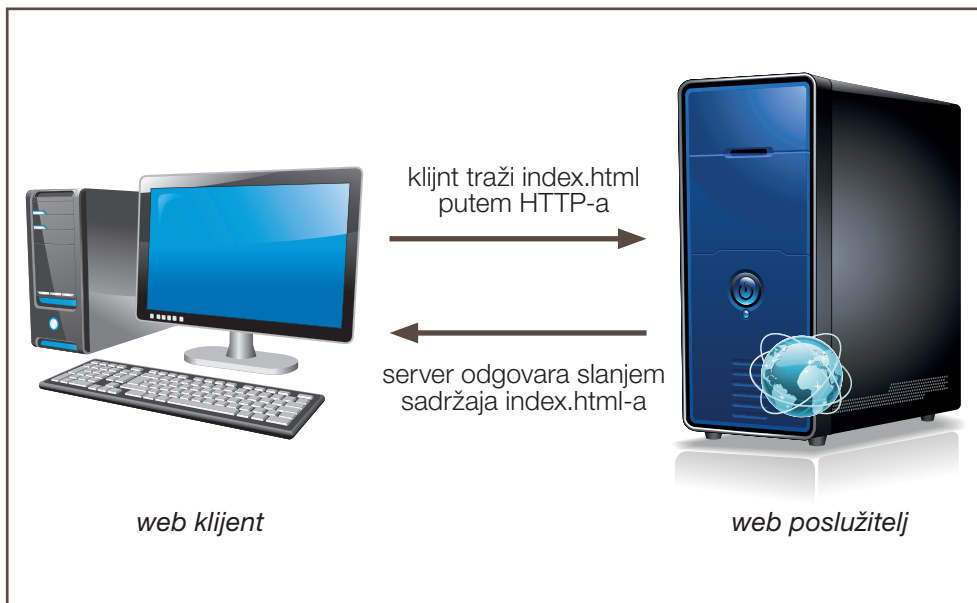 klijnt traži index.html
putem HTTP-a
server odgovara slanjem
sadržaja index.html-a
web klijent
web poslužitelj